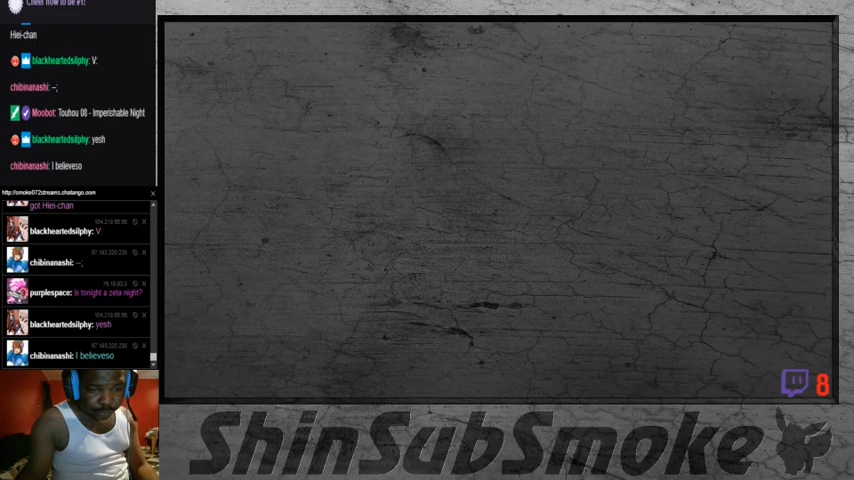 Cheer now to be #1!
Hiei-chan
blackheartedsilphy: V:
chibinanashi: --;
Moobot: Touhou 08 - Imperishable Night
blackheartedsilphy: yesh
chibinanashi: I believeso
http://smoke072streams.chatango.com
got Hiei-chan
blackheartedsilphy: V:
chibinanashi: --;
purplespace: is tonight a zeta night?
blackheartedsilphy: yesh
chibinanashi: I believeso
8
ShinSubSmoke